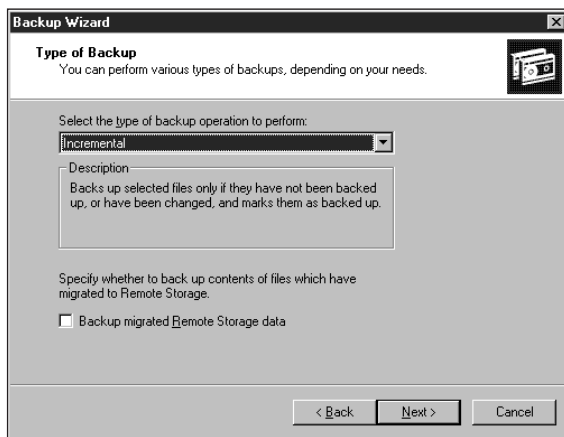 Backup Wizard
Type of Backup
You can perform various types of backups, depending on your needs.
Select the type of backup operation to perform:
Incremental
Description
Backs up selected files only if they have not been backed
up, or have been changed, and marks them as backed up.
Specify whether to back up contents of files which have
migrated to Remote Storage.
Backup migrated Remote Storage data
< Back
Next >
Cancel